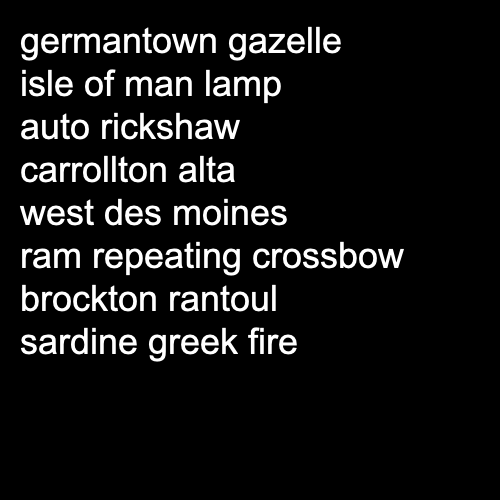 germantown gazelle
isle of man lamp
auto rickshaw
carrollton alta
west des moines
ram repeating crossbow
brockton rantoul
sardine greek fire